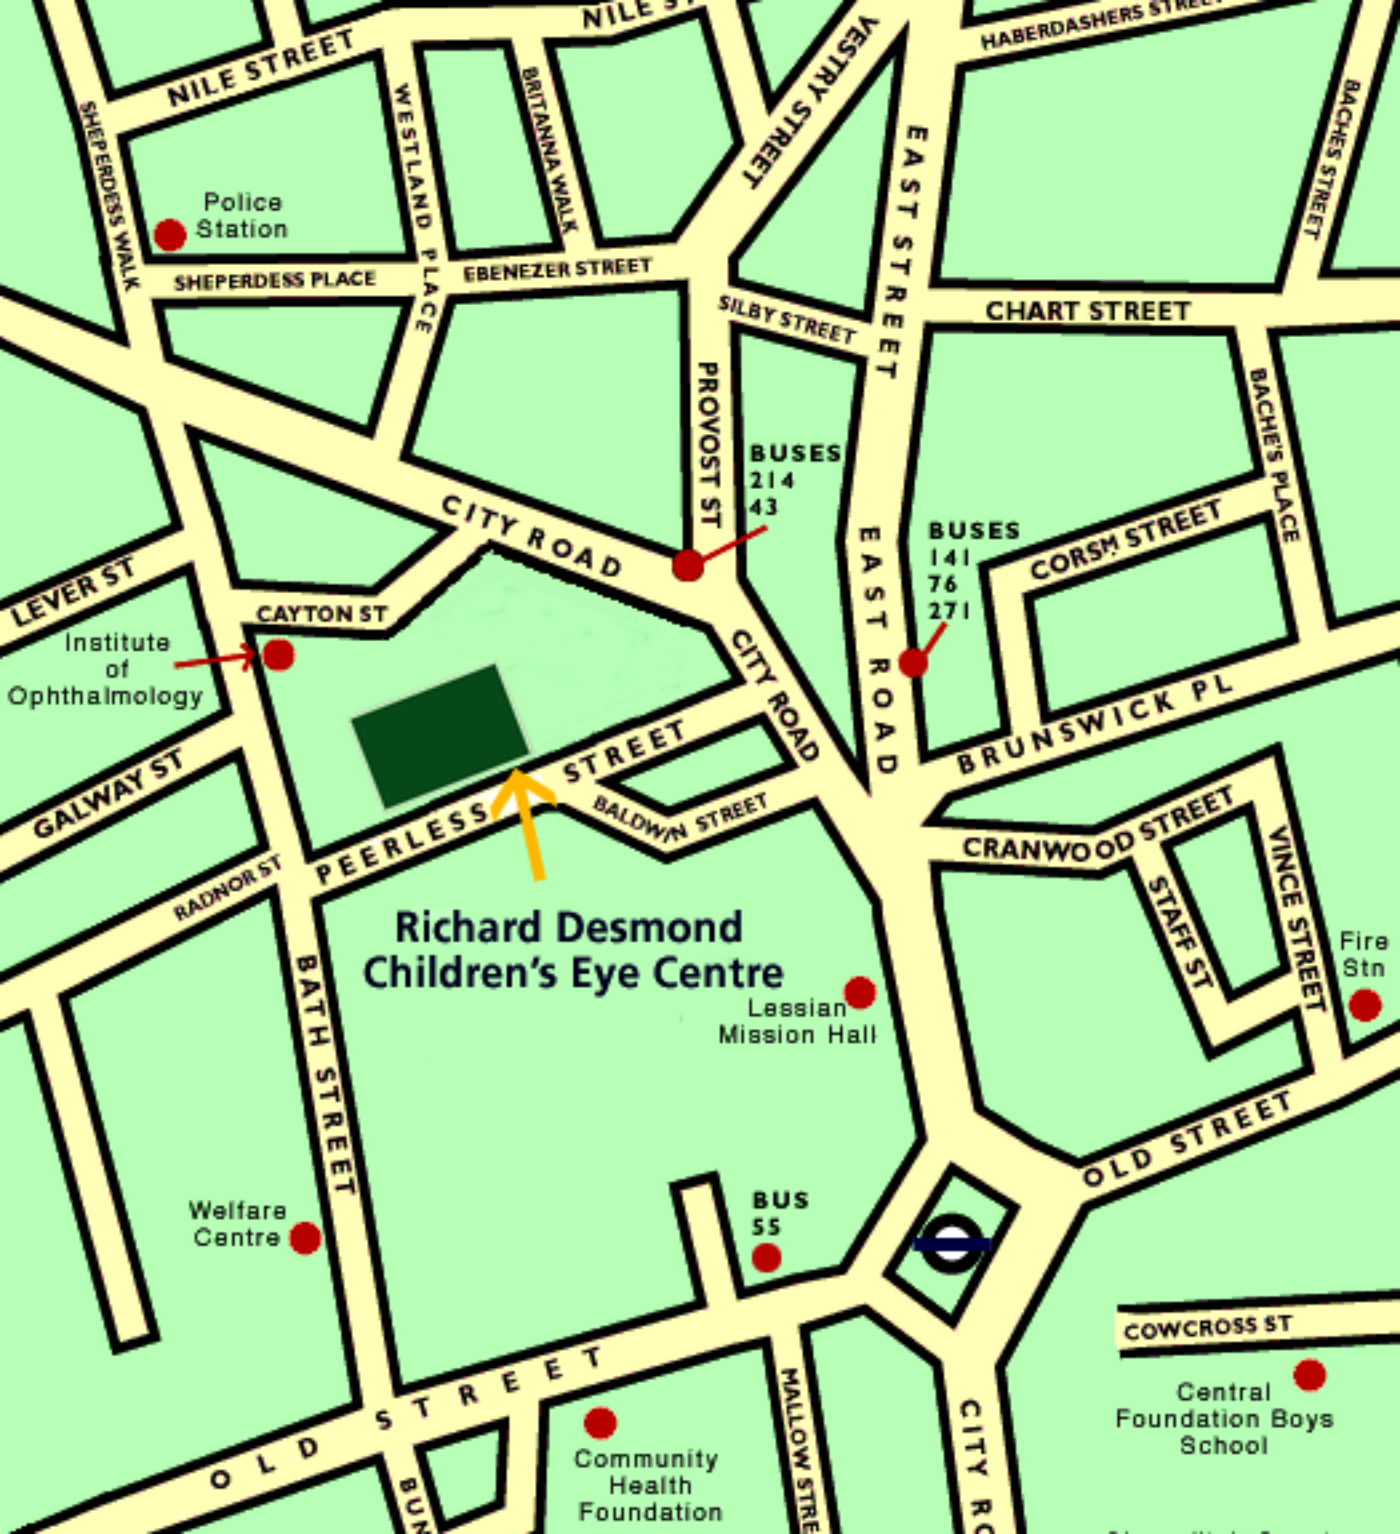 NILE STREET
NILE S
VESTRY STREET
HABERDASHERS STREET
SHEPERDESS WALK
WESTLAND PLACE
BRITANNA WALK
EAST STREET
BACHES STREET
Police
Station
SHEPERDESS PLACE
EBENEZER STREET
SILBY STREET
CHART STREET
PROVOST ST
BACHE'S PLACE
BUSES
214
43
CITY ROAD
BUSES
141
76
271
CORSM STREET
LEVER ST
CAYTON ST
EAST ROAD
Institute
of
Ophthalmology
CITY ROAD
BRUNSWICK PL
GALWAY ST
PEERLESS STREET
BALDWIN STREET
CRANWOOD STREET
RADNOR ST
VINCE STREET
STAFF ST
Richard Desmond
Children's Eye Centre
Fire
Stn
BATH STREET
Lessian
Mission Hall
OLD STREET
Welfare
Centre
BUS
55
COWCROSS ST
OLD STREET
MALLOW STRE
CITY RO
Central
Foundation Boys
School
Community
Health
Foundation
BUN